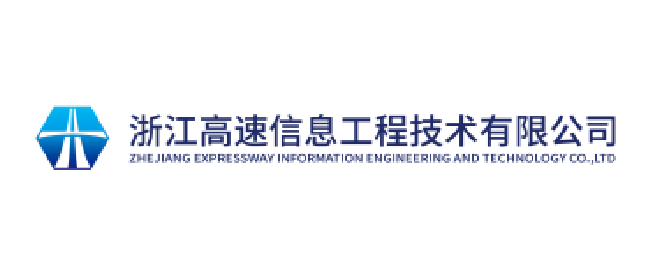 浙江高速信息工程技术有限公司
ZHEJIANG EXPRESSWAY INFORMATION ENGINEERING AND TECHNOLOGY CO.,LTD